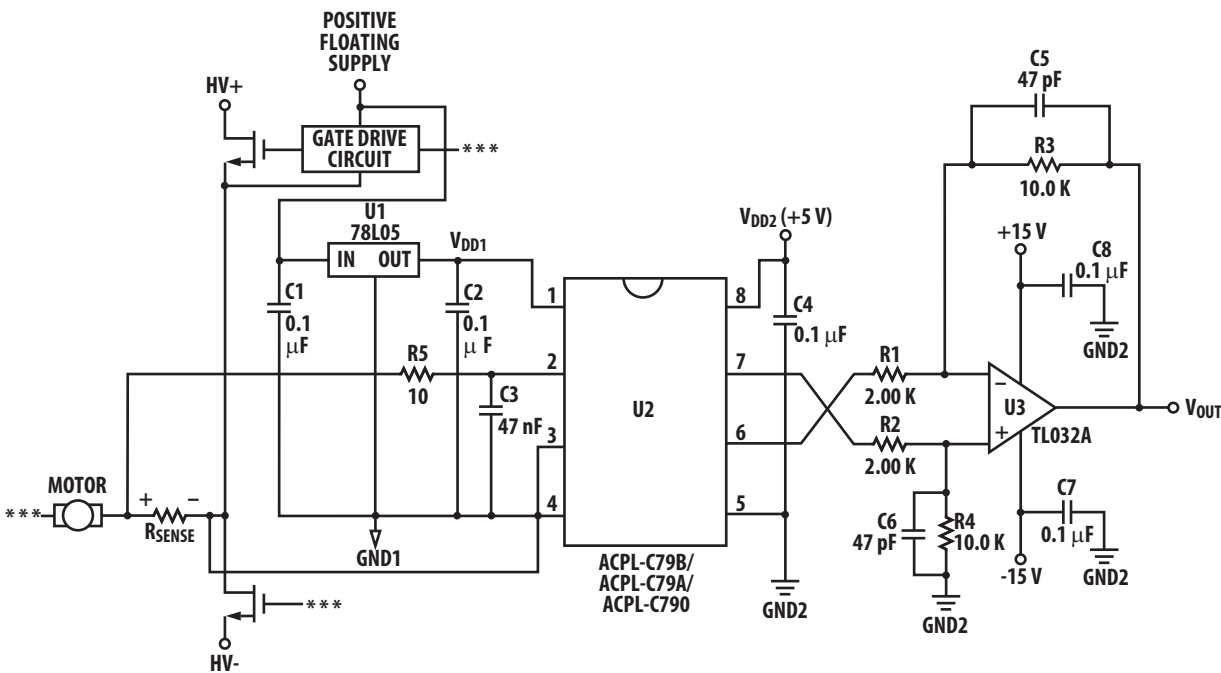 POSITIVE
FLOATING
SUPPLY
HV+
GATE DRIVE
CIRCUIT
***
U1
78L05
IN OUT
VDD1
C1
0.1
μF
C2
0.1
μ F
R5
10
C3
47 nF
MOTOR
***
+ −
RSENSE
GND1
***
HV-
1
2
3
4
U2
8
7
6
5
ACPL-C79B/
ACPL-C79A/
ACPL-C790
VDD2 (+5 V)
C4
0.1 μF
GND2
R1
2.00 K
R2
2.00 K
C5
47 pF
R3
10.0 K
+15 V
C8
0.1 μF
GND2
−
U3
+
TL032A
VOUT
C6
47 pF
R4
10.0 K
GND2
C7
0.1 μF
-15 V
GND2